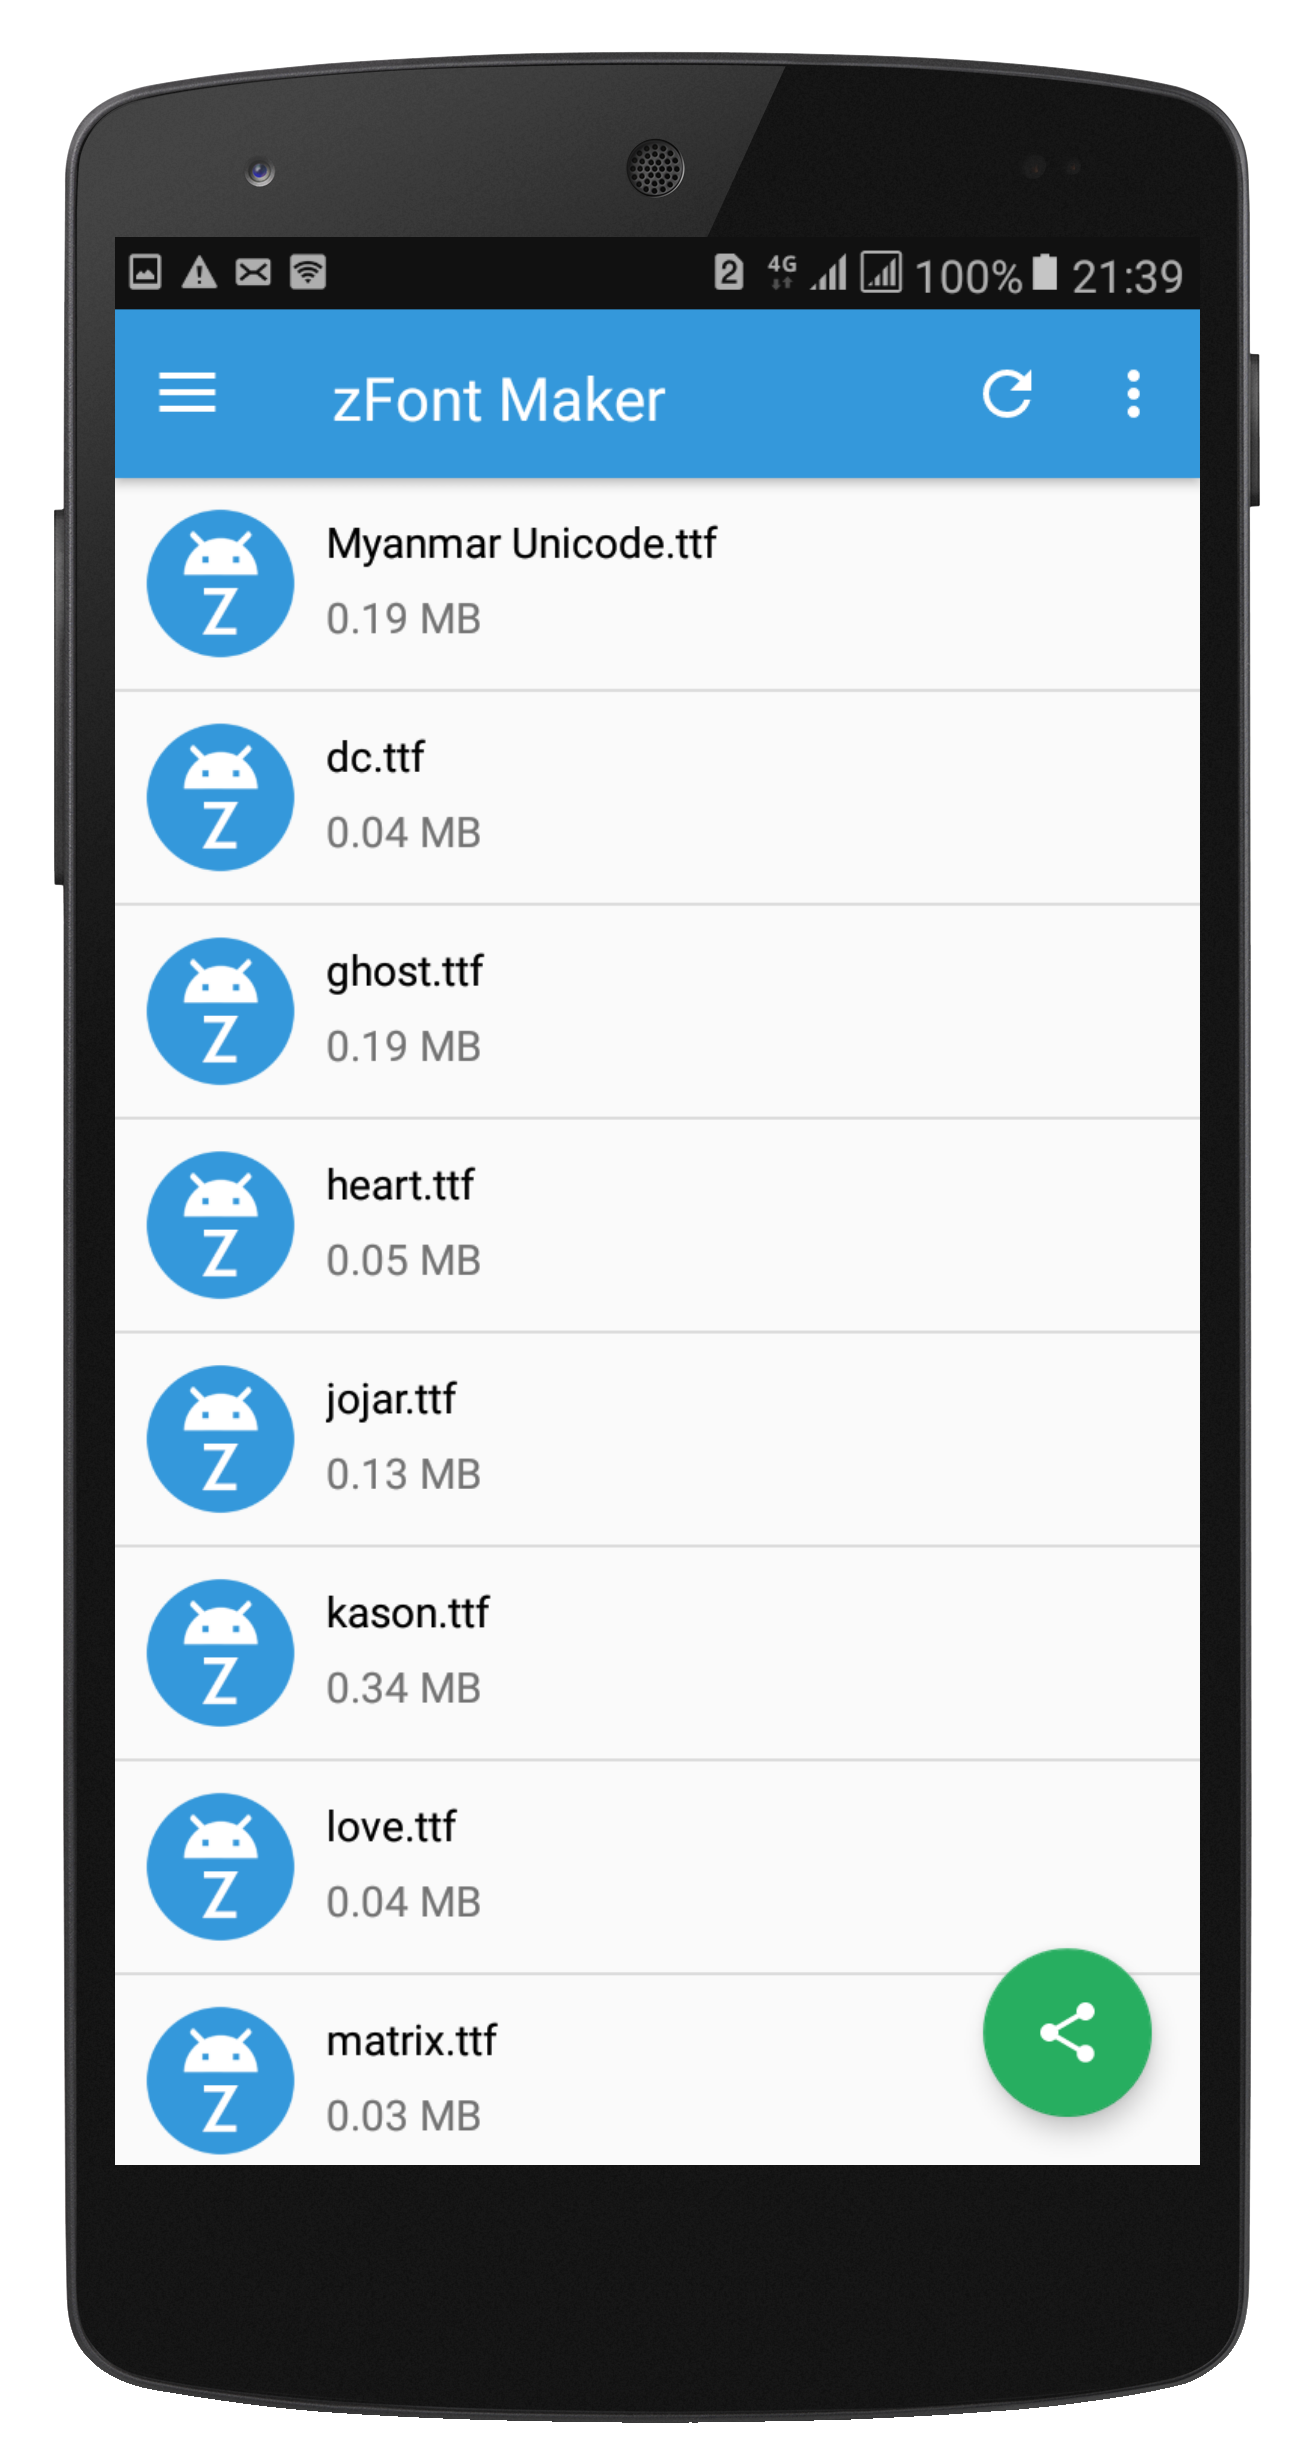 2 4G 100% 21:39
zFont Maker
Z
Myanmar Unicode.ttf
0.19 MB
Z
dc.ttf
0.04 MB
Z
ghost.ttf
0.19 MB
Z
heart.ttf
0.05 MB
Z
jojar.ttf
0.13 MB
Z
kason.ttf
0.34 MB
Z
love.ttf
0.04 MB
Z
matrix.ttf
0.03 MB